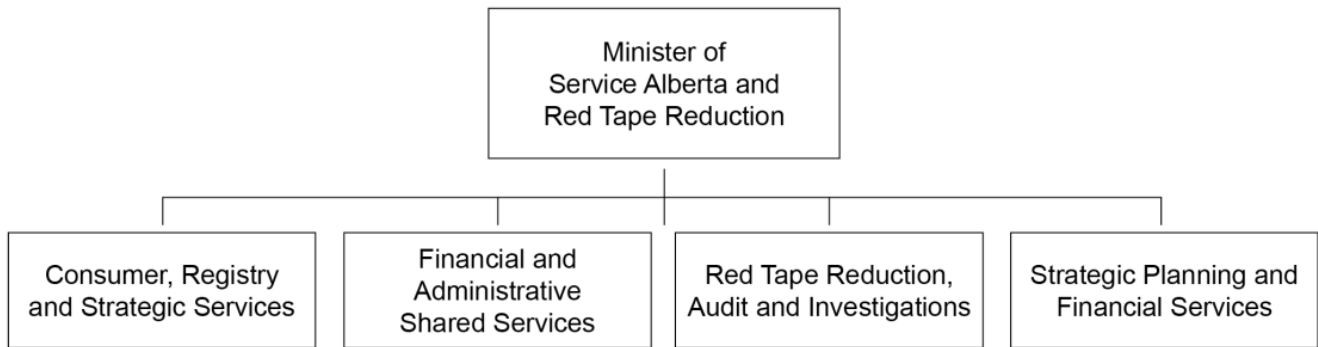 Minister of
Service Alberta and
Red Tape Reduction
Consumer, Registry
and Strategic Services
Financial and
Administrative
Shared Services
Red Tape Reduction,
Audit and Investigations
Strategic Planning and
Financial Services